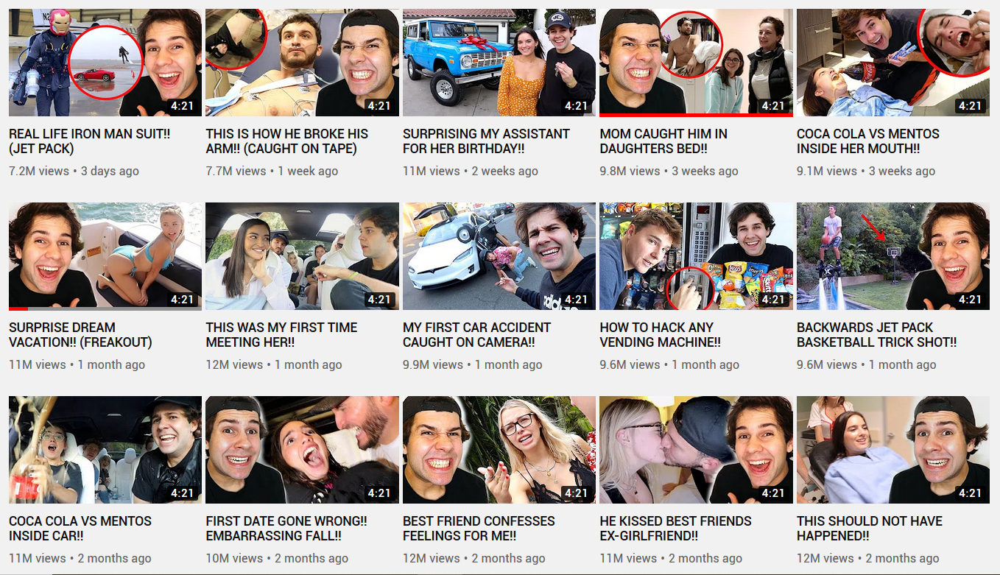 4:21
4:21
4:21
4:21
4:21
REAL LIFE IRON MAN SUIT!!
(JET PACK)
7.2M views • 3 days ago
THIS IS HOW HE BROKE HIS
ARM!! (CAUGHT ON TAPE)
7.7M views • 1 week ago
SURPRISING MY ASSISTANT
FOR HER BIRTHDAY!!
11M views • 2 weeks ago
MOM CAUGHT HIM IN
DAUGHTERS BED!!
9.8M views • 3 weeks ago
COCA COLA VS MENTOS
INSIDE HER MOUTH!!
9.1M views • 3 weeks ago
Lay's
adidas
4:21
4:21
4:21
4:21
4:21
SURPRISE DREAM
VACATION!! (FREAKOUT)
11M views • 1 month ago
THIS WAS MY FIRST TIME
MEETING HER!!
12M views • 1 month ago
MY FIRST CAR ACCIDENT
CAUGHT ON CAMERA!!
9.9M views • 1 month ago
HOW TO HACK ANY
VENDING MACHINE!!
9.6M views • 1 month ago
BACKWARDS JET PACK
BASKETBALL TRICK SHOT!!
9.6M views • 1 month ago
4:21
4:21
4:21
4:21
4:21
COCA COLA VS MENTOS
INSIDE CAR!!
11M views • 2 months ago
FIRST DATE GONE WRONG!!
EMBARRASSING FALL!!
10M views • 2 months ago
BEST FRIEND CONFESSES
FEELINGS FOR ME!!
12M views • 2 months ago
HE KISSED BEST FRIENDS
EX-GIRLFRIEND!!
11M views • 2 months ago
THIS SHOULD NOT HAVE
HAPPENED!!
12M views • 2 months ago